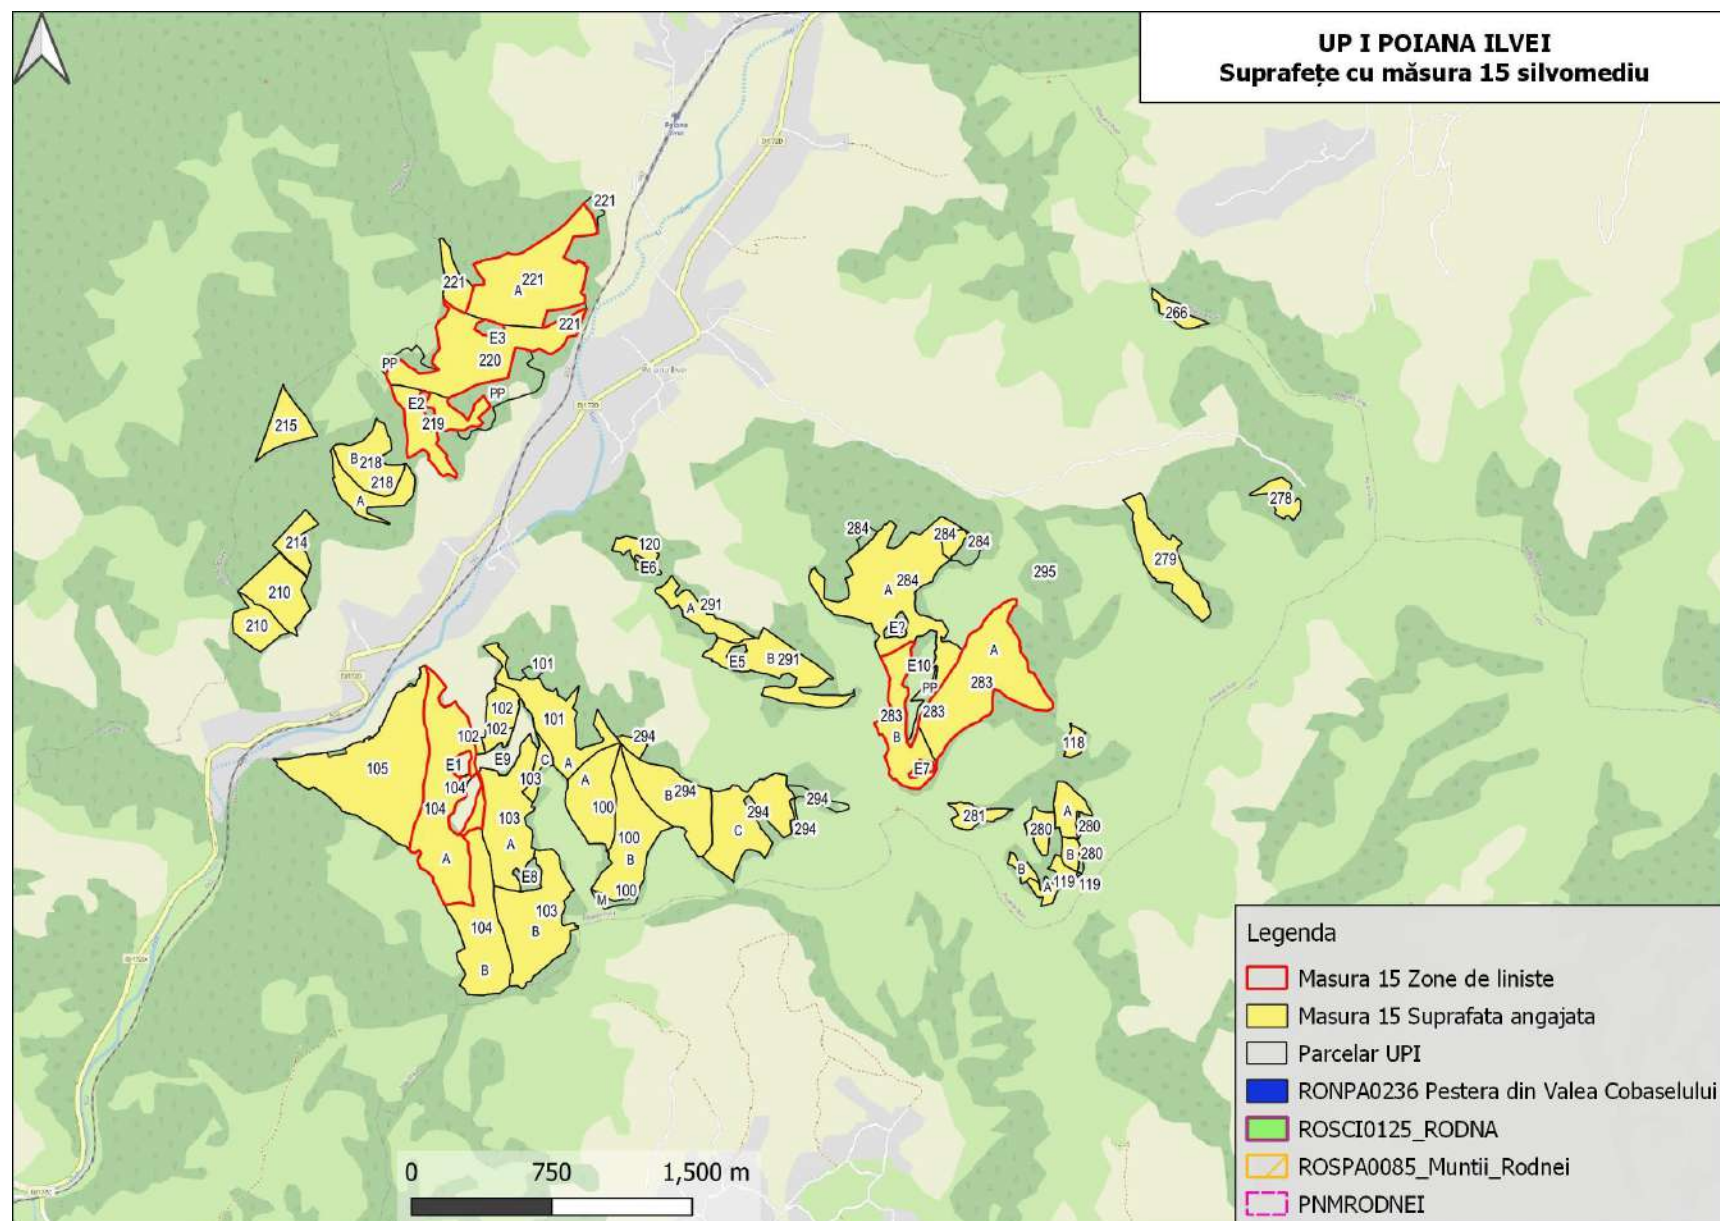 UP I POIANA ILVEI
Suprafețe cu măsura 15 silvomediu
DN17D
221
221
221
A
221
E3
220
PP
PP
E2
219
215
B
218
218
A
DN17D
266
278
279
214
210
210
120
E6
A
291
E5
B
291
284
284
284
A
284
E?
295
E10
A
PP
283
283
283
B
E7
118
101
102
102
101
102
294
105
E1
E9
C
103
A
A
104
104
100
B
294
103
100
A
A
C
294
294
294
281
280
A
280
B
280
B
A
119
119
E8
B
100
M
103
104
B
B
Legenda
Masura 15 Zone de liniste
Masura 15 Suprafata angajata
Parcelar UPI
RONPA0236 Pestera din Valea Cobaselului
ROSCI0125_RODNA
ROSPA0085_Muntii_Rodnei
PNMRODNEI
0 750 1,500 m